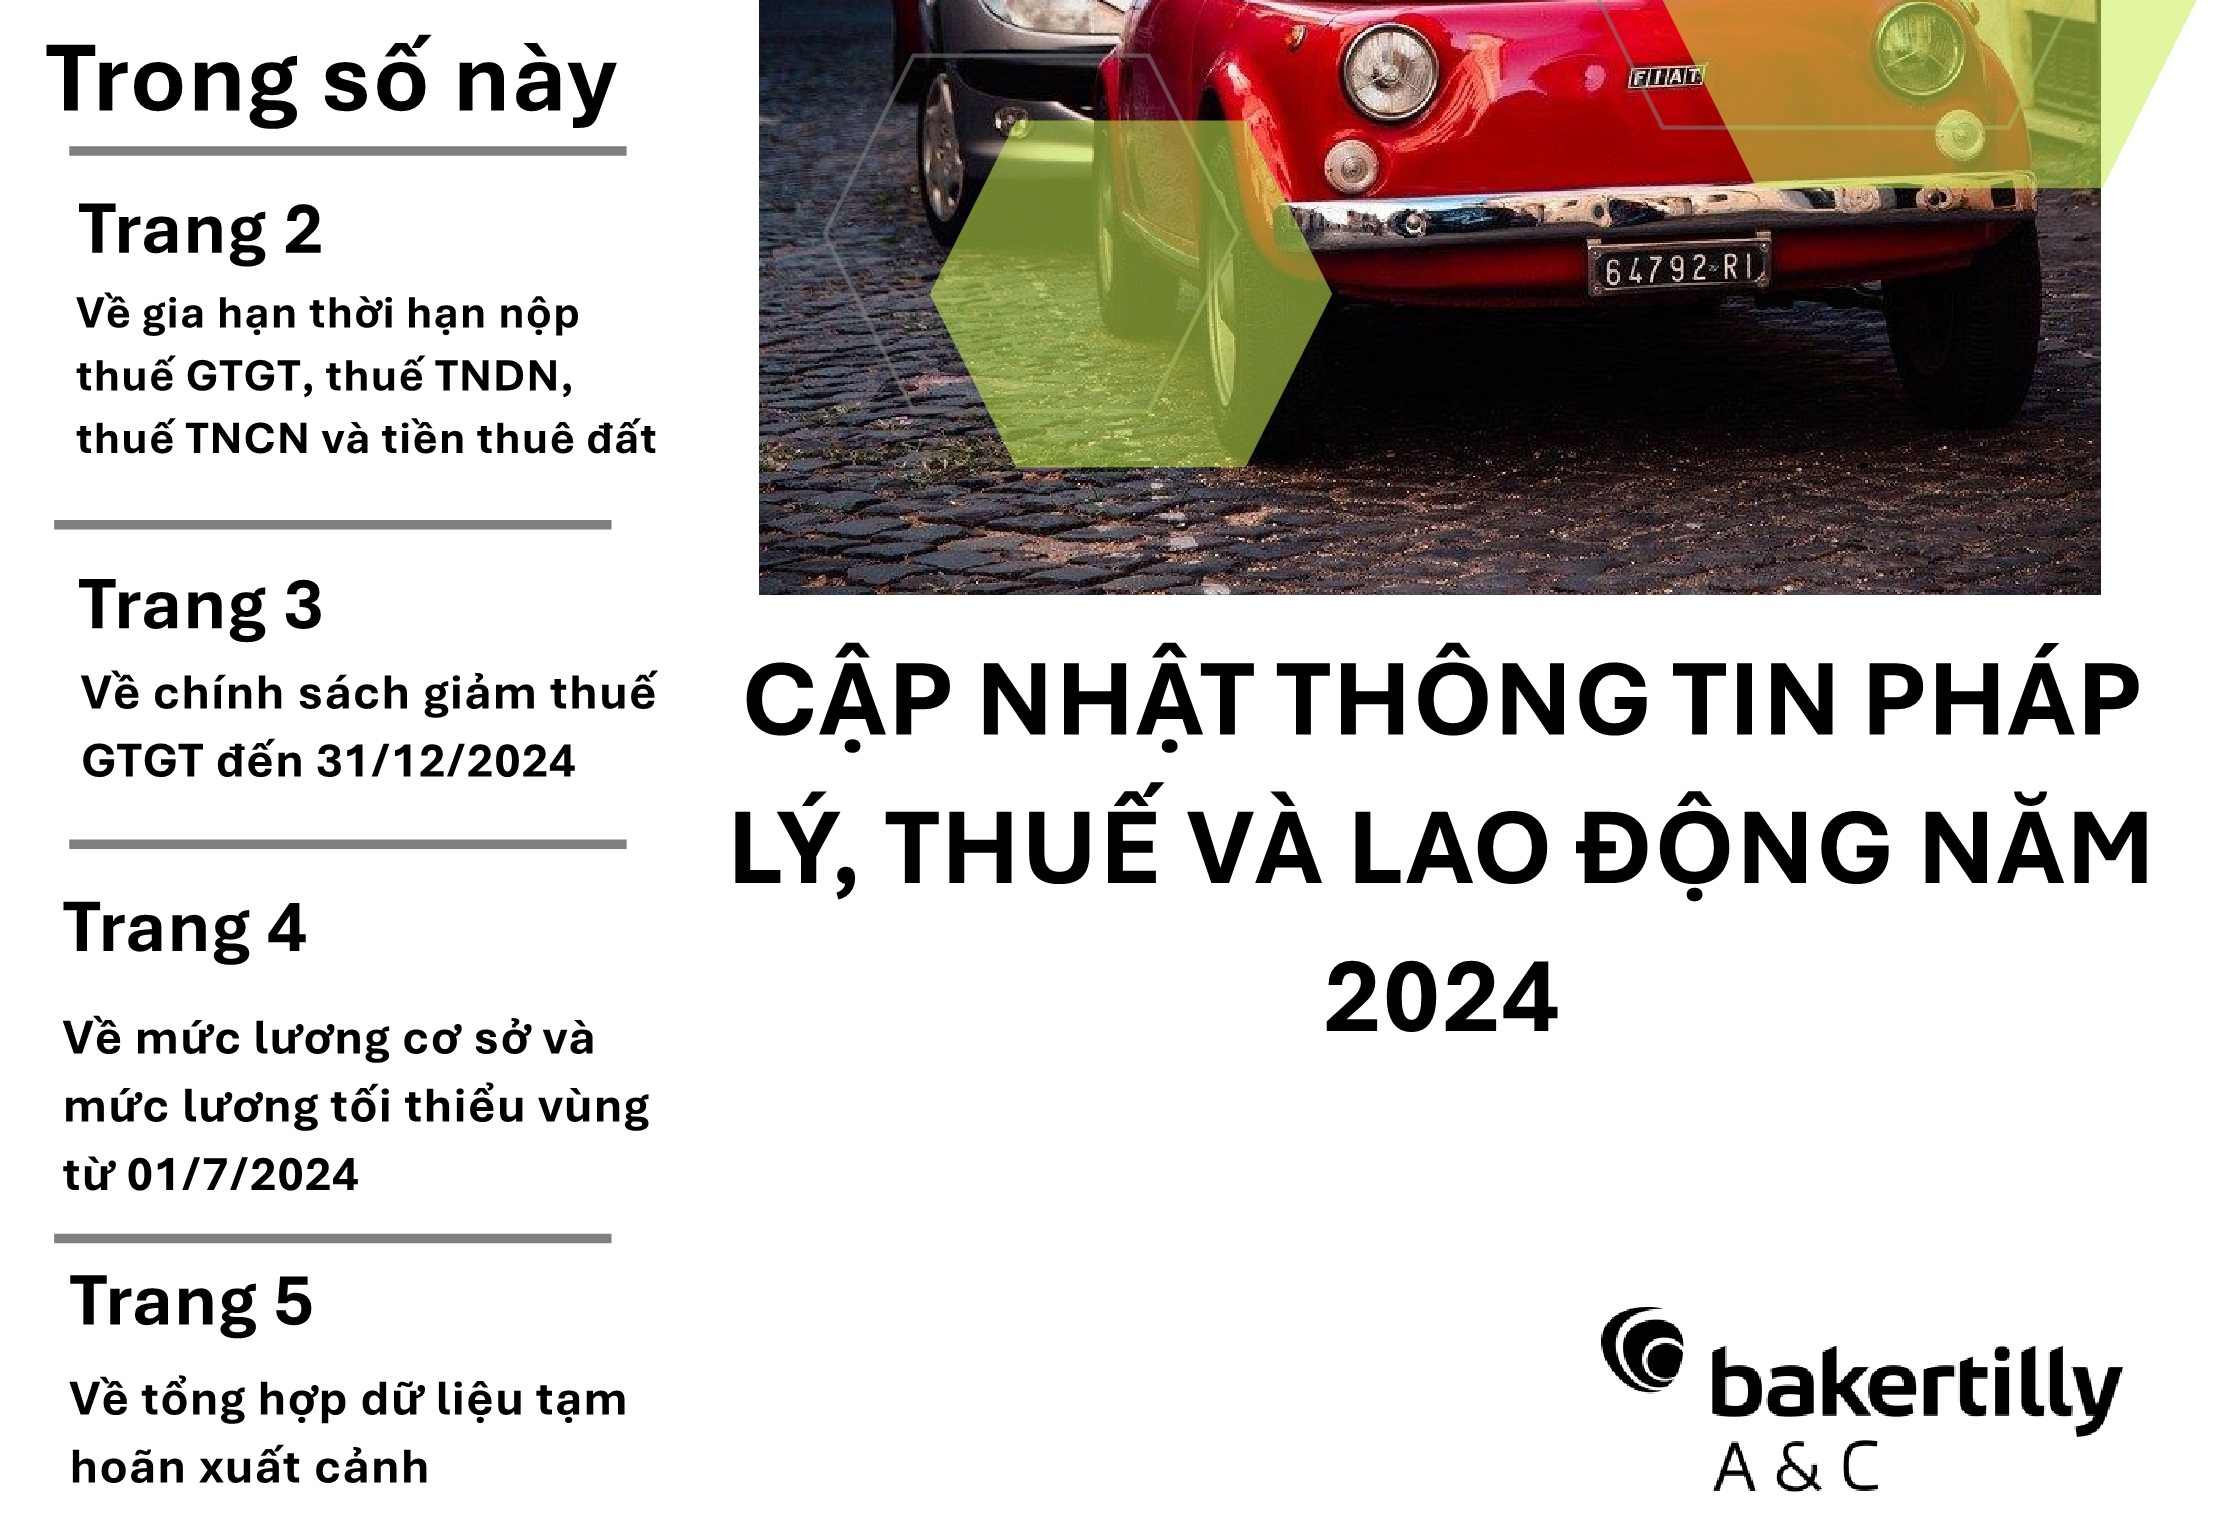 Trong số này
Trang 2
Về gia hạn thời hạn nộp
thuế GTGT, thuế TNDN,
thuế TNCN và tiền thuê đất
Trang 3
Về chính sách giảm thuế
GTGT đến 31/12/2024
Trang 4
Về mức lương cơ sở và
mức lương tối thiểu vùng
từ 01/7/2024
Trang 5
Về tổng hợp dữ liệu tạm
hoãn xuất cảnh
FIAT
64792-RI
CẬP NHẬT THÔNG TIN PHÁP
LÝ, THUẾ VÀ LAO ĐỘNG NĂM
2024
bakertilly
A & C